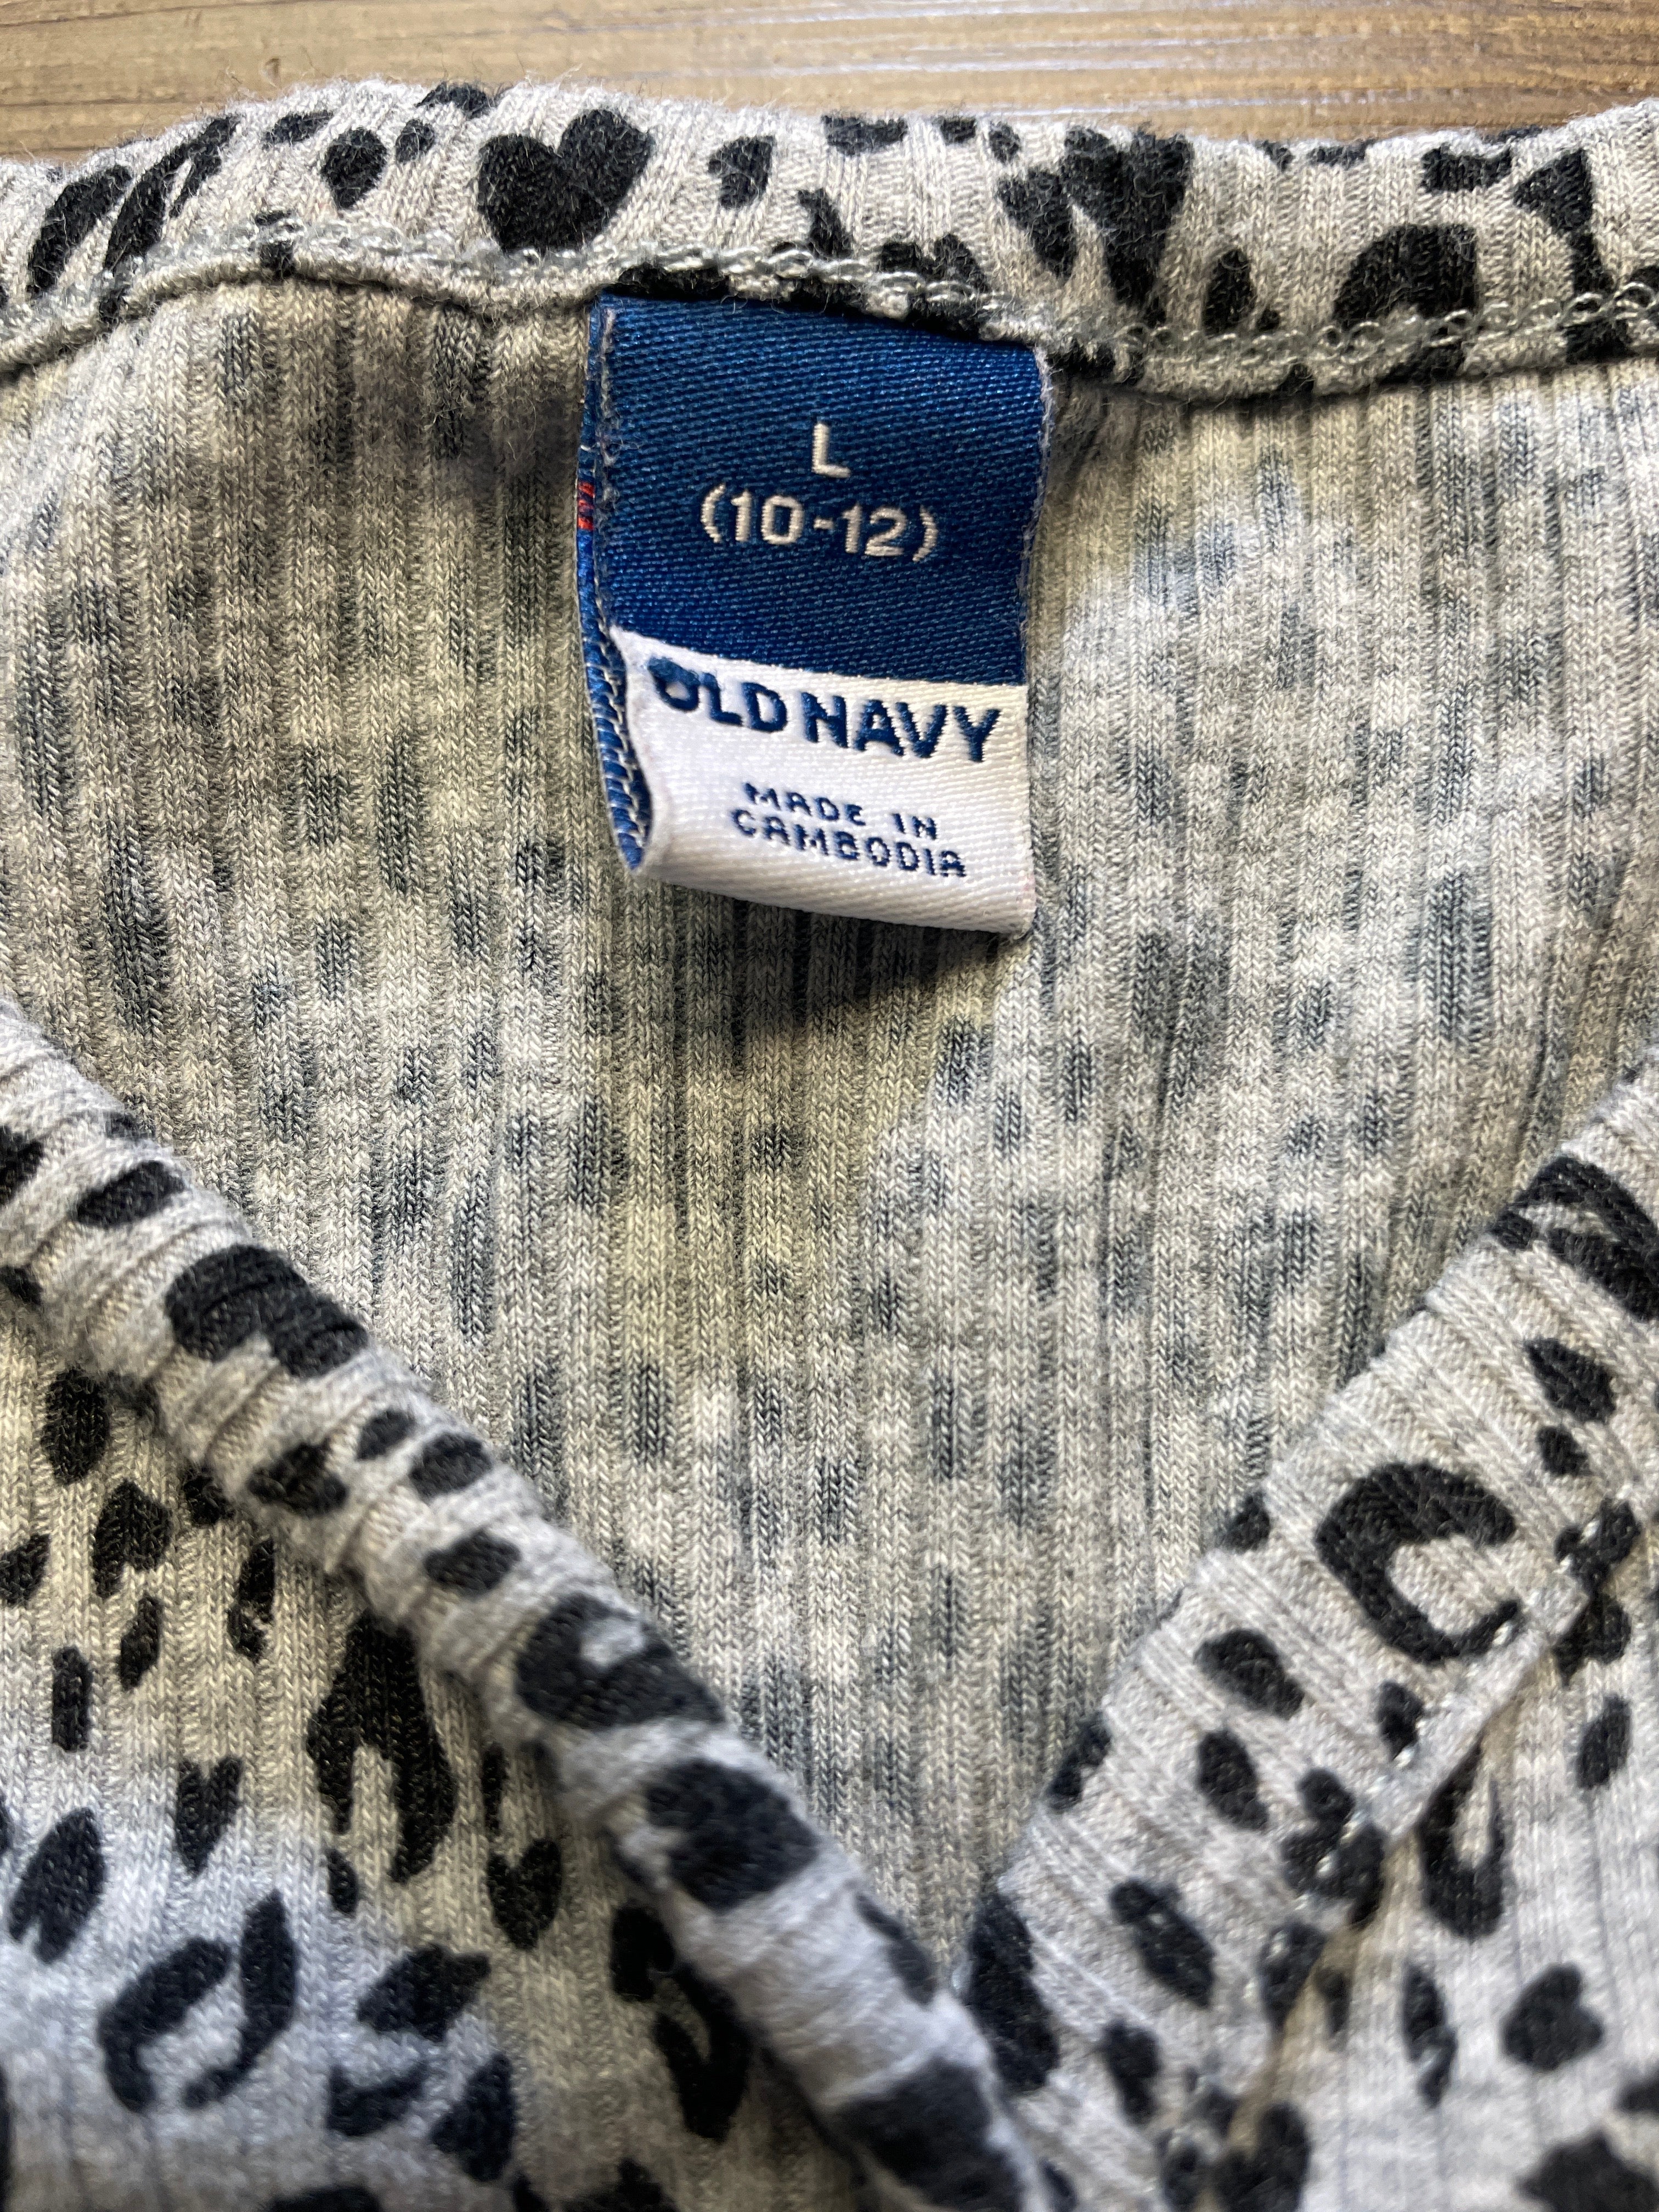 L
(10-12)
OLD NAVY
MADE IN
CAMBODIA